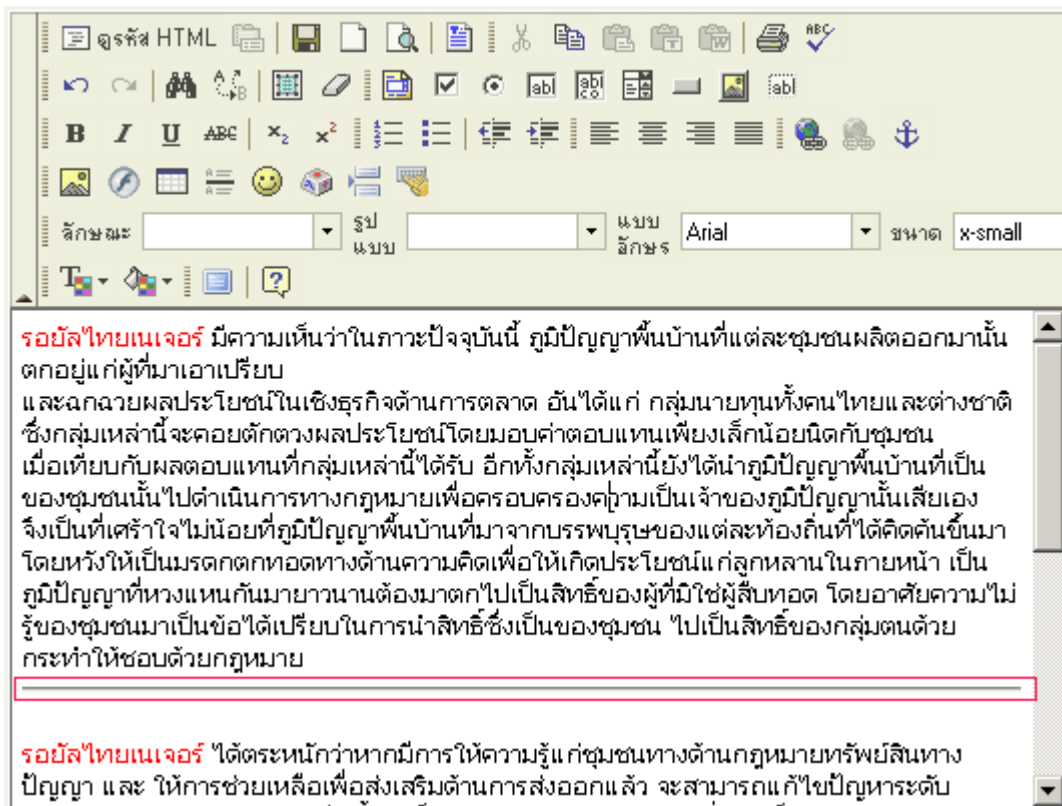 ดูรหัส HTML ABC
A B abl abl co abl
B I U ABC x₂ x²
ลักษณะ รูปแบบ แบบอักษร Arial ขนาด x-small
T
รอยัลไทยเนเจอร์ มีความเห็นว่าในภาวะปัจจุบันนี้ ภูมิปัญญาพื้นบ้านที่แต่ละชุมชนผลิตออกมานั้น
ตกอยู่แก่ผู้ที่มาเอาเปรียบ
และฉกฉวยผลประโยชน์ในเชิงธุรกิจด้านการตลาด อันได้แก่ กลุ่มนายทุนทั้งคนไทยและต่างชาติ
ซึ่งกลุ่มเหล่านี้จะคอยตักตวงผลประโยชน์โดยมอบค่าตอบแทนเพียงเล็กน้อยนิดกับชุมชน
เมื่อเทียบกับผลตอบแทนที่กลุ่มเหล่านี้ได้รับ อีกทั้งกลุ่มเหล่านี้ยังได้นำภูมิปัญญาพื้นบ้านที่เป็น
ของชุมชนนั้นไปดำเนินการทางกฎหมายเพื่อครอบครองความเป็นเจ้าของภูมิปัญญานั้นเสียเอง
จึงเป็นที่เศร้าใจไม่น้อยที่ภูมิปัญญาพื้นบ้านที่มาจากบรรพบุรุษของแต่ละท้องถิ่นที่ได้คิดค้นขึ้นมา
โดยหวังให้เป็นมรดกตกทอดทางด้านความคิดเพื่อให้เกิดประโยชน์แก่ลูกหลานในภายหน้า เป็น
ภูมิปัญญาที่หวงแหนกันมายาวนานต้องมาตกไปเป็นสิทธิ์ของผู้ที่มิใช่ผู้สืบทอด โดยอาศัยความไม่
รู้ของชุมชนมาเป็นข้อได้เปรียบในการนำสิทธิ์ซึ่งเป็นของชุมชน ไปเป็นสิทธิ์ของกลุ่มตนด้วย
กระทำให้ชอบด้วยกฎหมาย
รอยัลไทยเนเจอร์ ได้ตระหนักว่าหากมีการให้ความรู้แก่ชุมชนทางด้านกฎหมายทรัพย์สินทาง
ปัญญา และ ให้การช่วยเหลือเพื่อส่งเสริมด้านการส่งออกแล้ว จะสามารถแก้ไขปัญหาระดับ